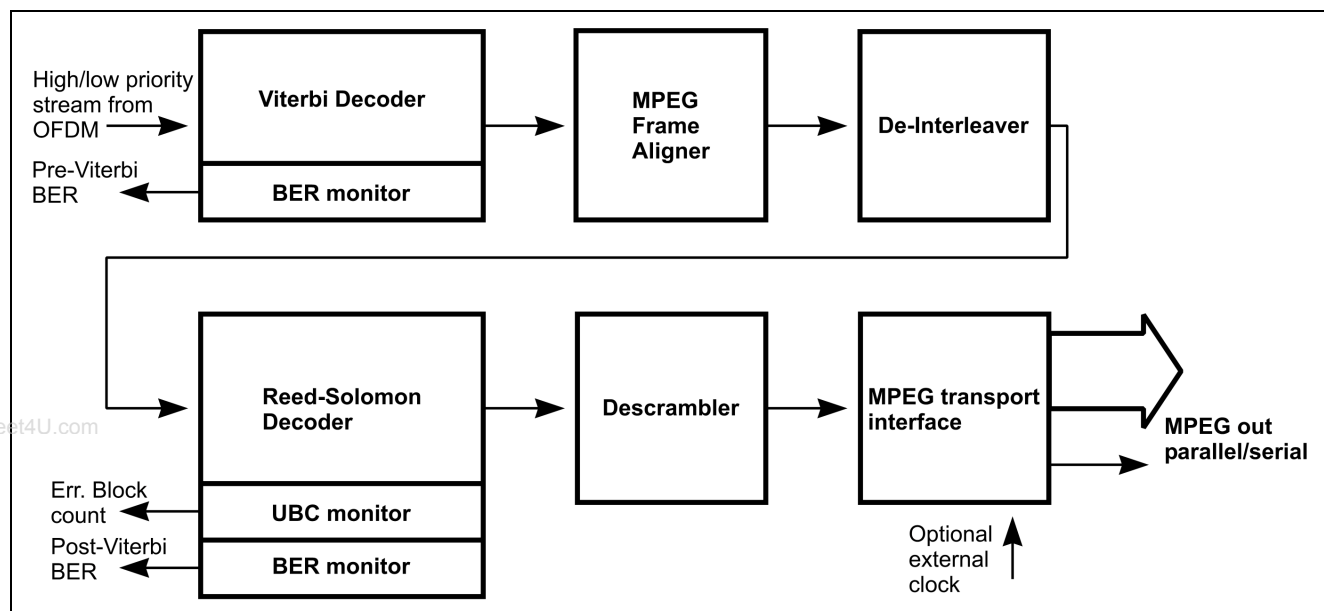 High/low priority
stream from
OFDM
Viterbi Decoder
MPEG
Frame
Aligner
De-Interleaver
Pre-Viterbi
BER
BER monitor
Reed-Solomon
Decoder
Descrambler
MPEG transport
interface
MPEG out
parallel/serial
eet4U.com
Err. Block
count
UBC monitor
Post-Viterbi
BER
BER monitor
Optional
external
clock